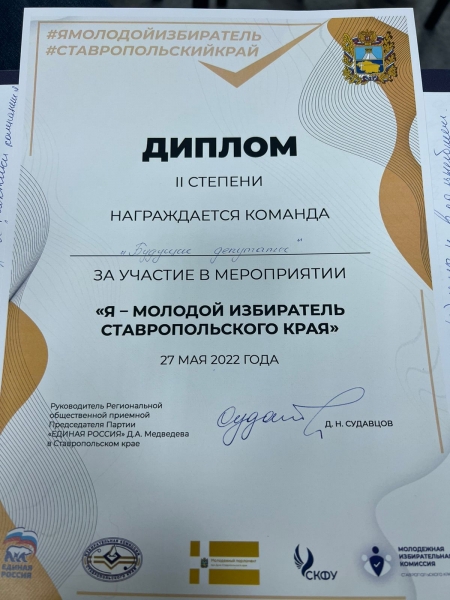 #ЯМОЛОДОЙИЗБИРАТЕЛЬ
#СТАВРОПОЛЬСКИЙКРАЙ
ДИПЛОМ
II СТЕПЕНИ
НАГРАЖДАЕТСЯ КОМАНДА
"Будущие депутаты"
ЗА УЧАСТИЕ В МЕРОПРИЯТИИ
«Я – МОЛОДОЙ ИЗБИРАТЕЛЬ
СТАВРОПОЛЬСКОГО КРАЯ»
27 МАЯ 2022 ГОДА
Руководитель Региональной
общественной приемной
Председателя Партии
«ЕДИНАЯ РОССИЯ» Д.А. Медведева
в Ставропольском крае
Д. Н. СУДАВЦОВ
ЕДИНАЯ
РОССИЯ
Молодежный парламент
СКФУ
МОЛОДЕЖНАЯ
ИЗБИРАТЕЛЬНАЯ
КОМИССИЯ